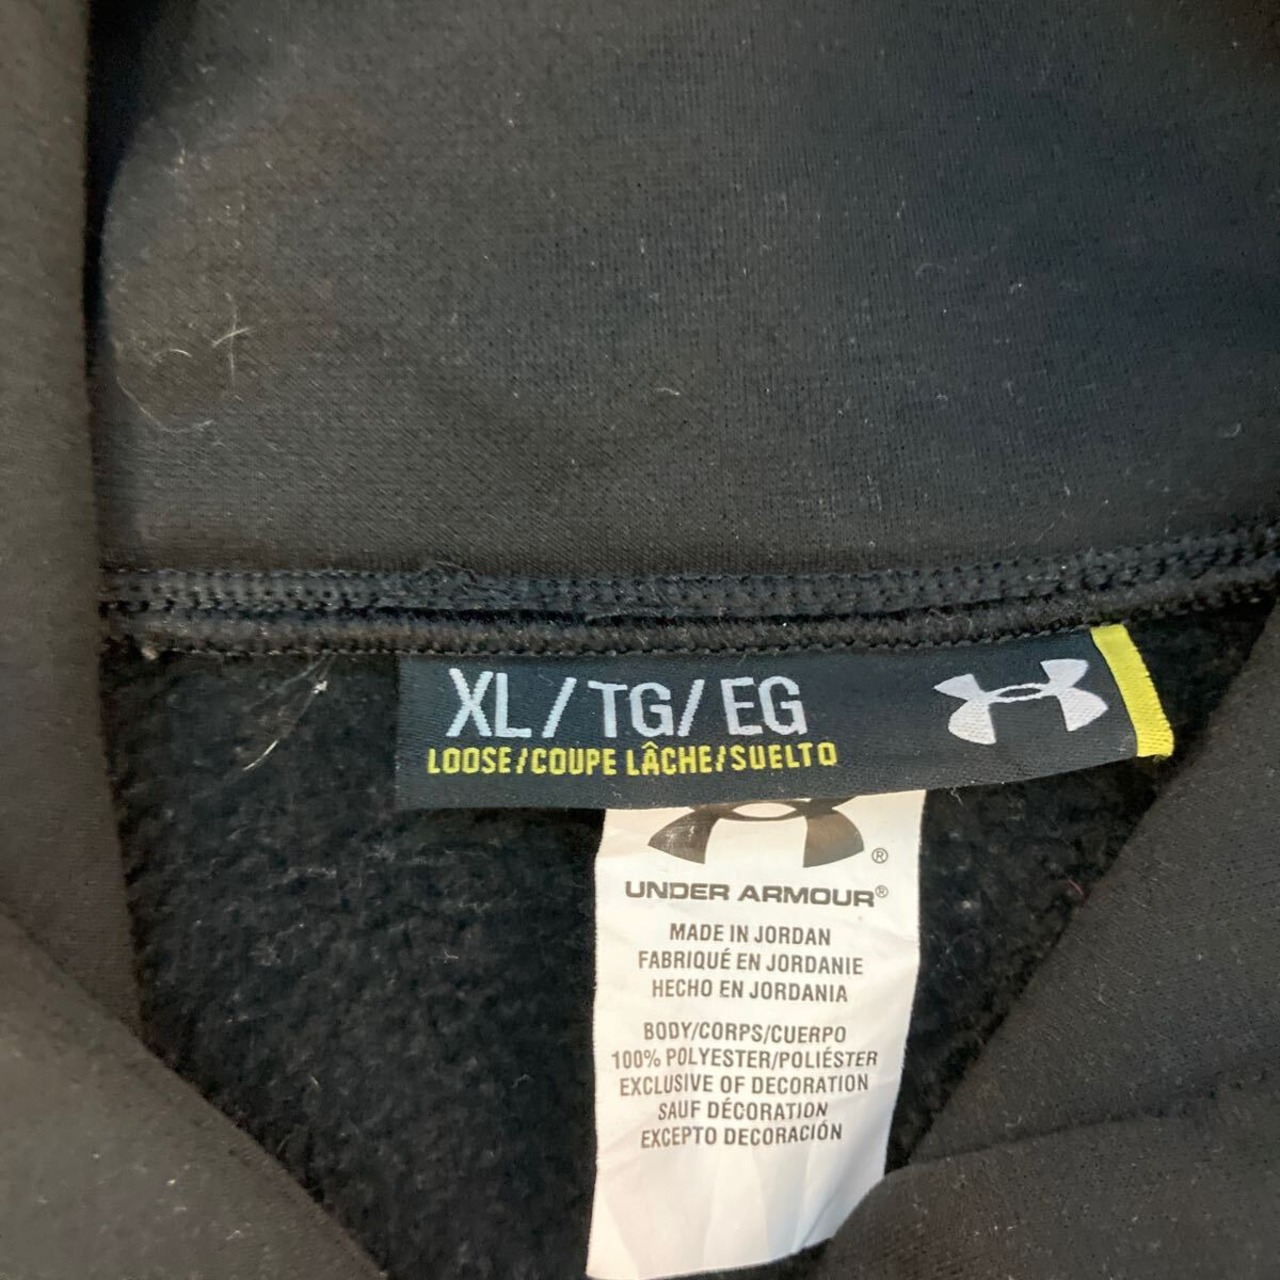 XL/TG/EG
LOOSE/COUPE LÂCHE/SUELTO
®
UNDER ARMOUR®
MADE IN JORDAN
FABRIQUÉ EN JORDANIE
HECHO EN JORDANIA
BODY/CORPS/CUERPO
100% POLYESTER/POLIÉSTER
EXCLUSIVE OF DECORATION
SAUF DÉCORATION
EXCEPTO DECORACIÓN